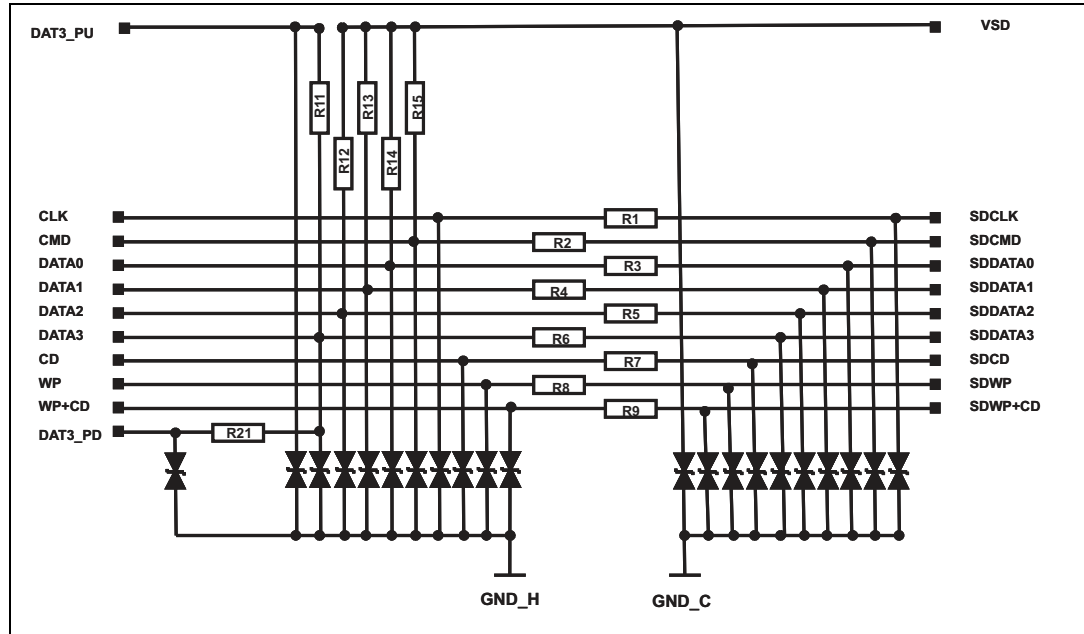 DAT3_PU
VSD
R11
R13
R15
R12
R14
CLK
R1
SDCLK
CMD
R2
SDCMD
DATA0
R3
SDDATA0
DATA1
R4
SDDATA1
DATA2
R5
SDDATA2
DATA3
R6
SDDATA3
CD
R7
SDCD
WP
R8
SDWP
WP+CD
R9
SDWP+CD
DAT3_PD
R21
GND_H
GND_C